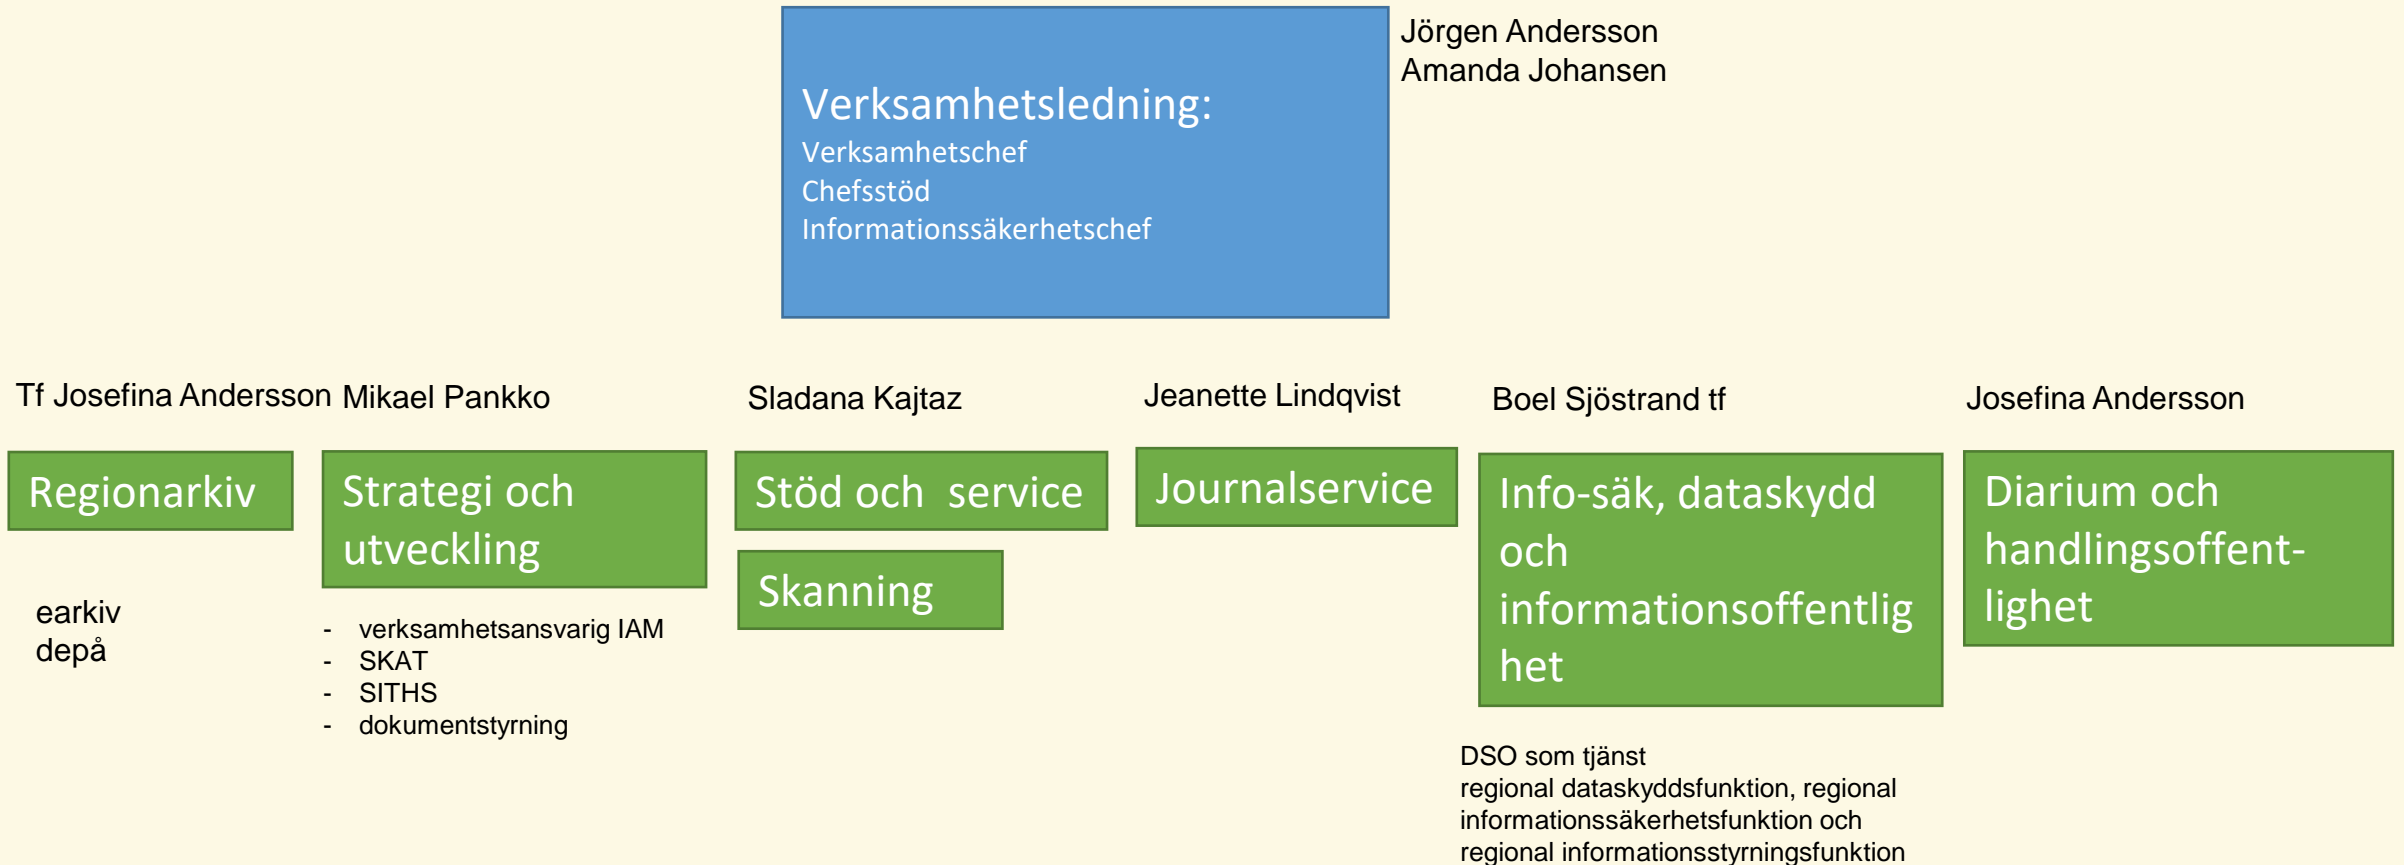 Jörgen Andersson
Amanda Johansen
Verksamhetsledning:
Verksamhetschef
Chefsstöd
Informationssäkerhetschef
Tf Josefina Andersson
Regionarkiv
earkiv
depå
Mikael Pankko
Strategi och
utveckling
- verksamhetsansvarig IAM
- SKAT
- SITHS
- dokumentstyrning
Sladana Kajtaz
Stöd och service
Skanning
Jeanette Lindqvist
Journalservice
Boel Sjöstrand tf
Info-säk, dataskydd
och
informationsoffentlig
het
DSO som tjänst
regional dataskyddsfunktion, regional
informationssäkerhetsfunktion och
regional informationsstyrningsfunktion
Josefina Andersson
Diarium och
handlingsoffent-
lighet